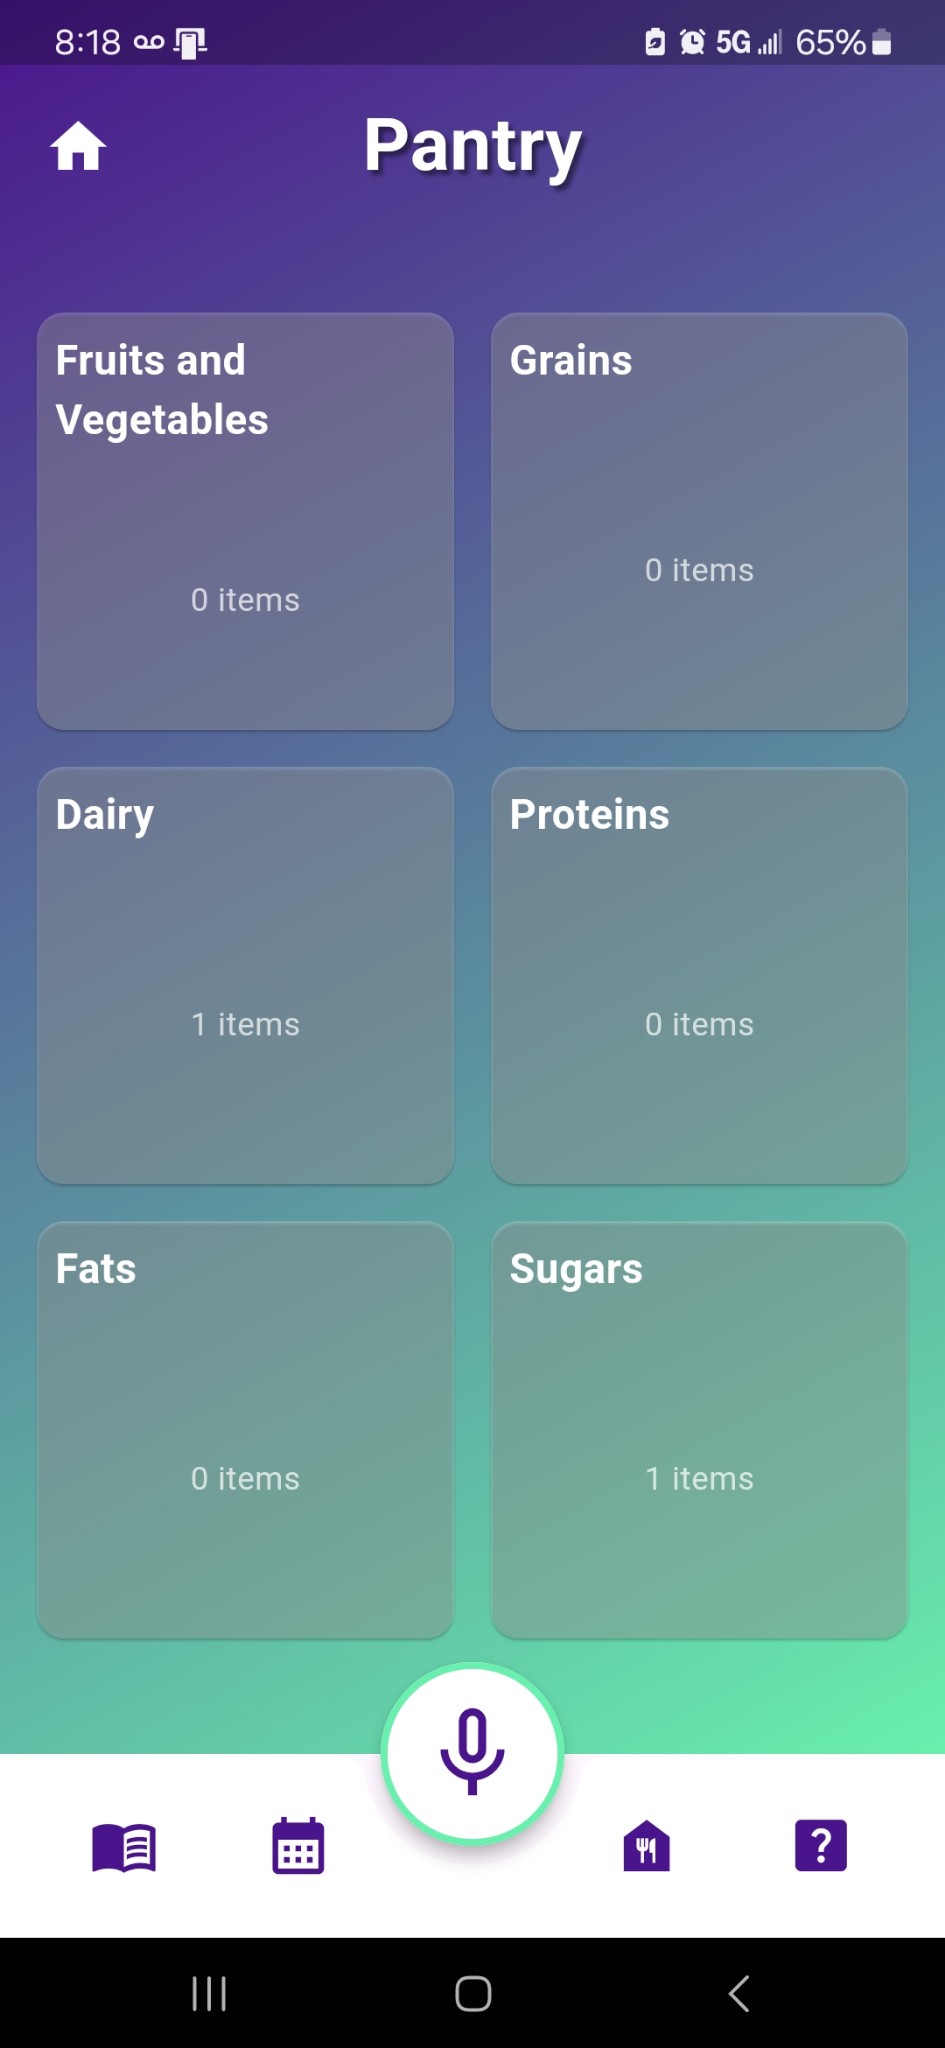 8:18
5G
65%
Pantry
Fruits and
Vegetables
0 items
Grains
0 items
Dairy
1 items
Proteins
0 items
Fats
0 items
Sugars
1 items
?